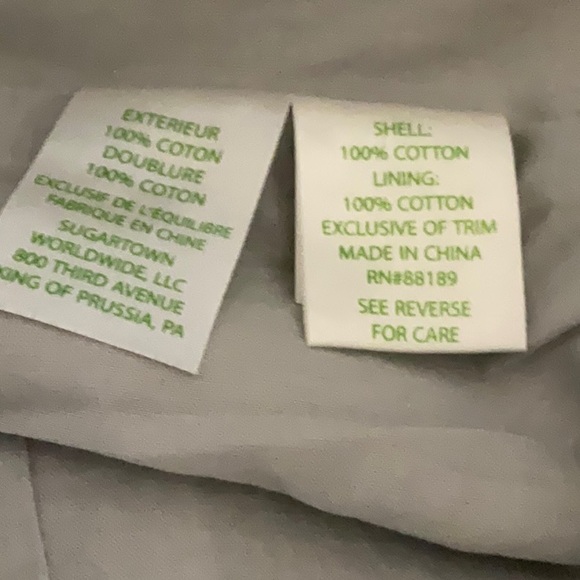 EXTERIEUR
100% COTON
DOUBLURE
100% COTON
EXCLUSIF DE L'ÉQUILIBRE
FABRIQUE EN CHINE
SUGARTOWN
WORLDWIDE, LLC
800 THIRD AVENUE
KING OF PRUSSIA, PA
SHELL:
100% COTTON
LINING:
100% COTTON
EXCLUSIVE OF TRIM
MADE IN CHINA
RN#88189
SEE REVERSE
FOR CARE